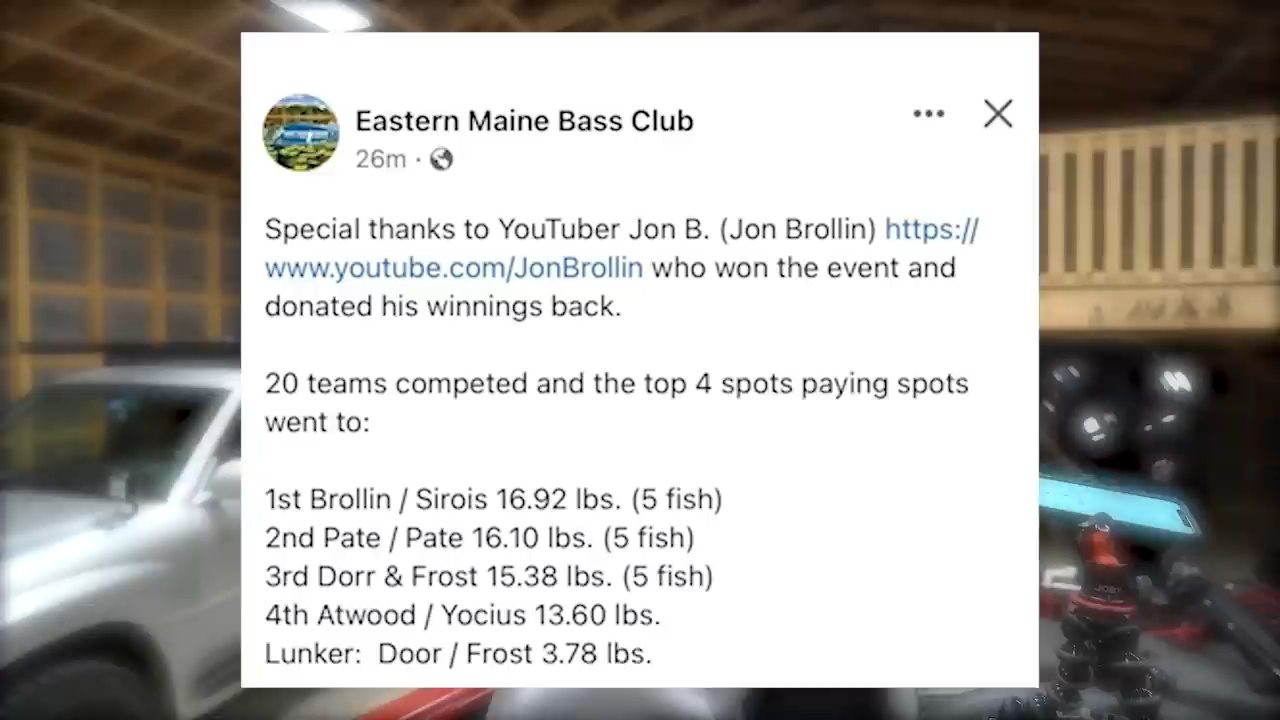 Eastern Maine Bass Club
26m ·
Special thanks to YouTuber Jon B. (Jon Brollin) https://
www.youtube.com/JonBrollin who won the event and
donated his winnings back.
20 teams competed and the top 4 spots paying spots
went to:
1st Brollin / Sirois 16.92 lbs. (5 fish)
2nd Pate / Pate 16.10 lbs. (5 fish)
3rd Dorr & Frost 15.38 lbs. (5 fish)
4th Atwood / Yocius 13.60 lbs.
Lunker:  Door / Frost 3.78 lbs.
JOBY